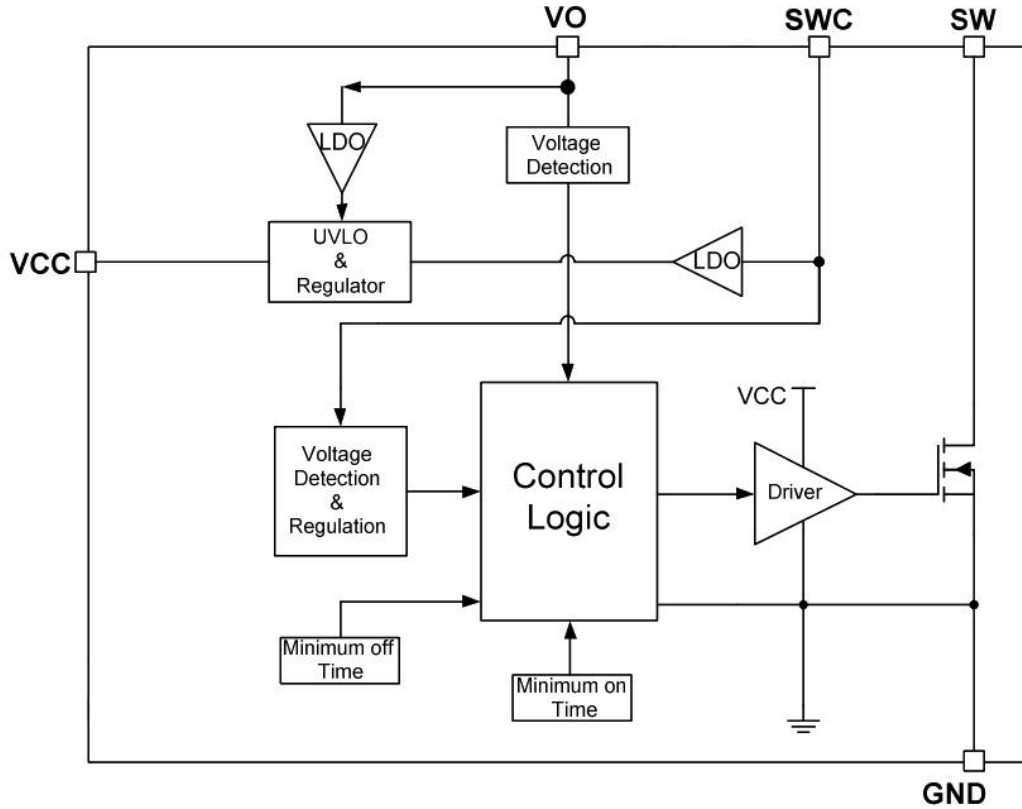 VO
SWC
SW
LDO
Voltage
Detection
VCC
UVLO
&
Regulator
LDO
Voltage
Detection
&
Regulation
Control
Logic
VCC
Driver
Minimum off
Time
Minimum on
Time
GND